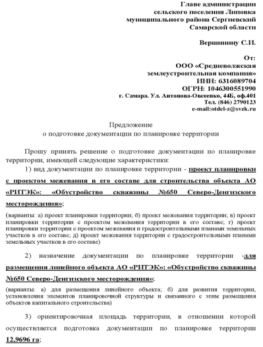 Главе администрации
сельского поселения Липовка
муниципального района Сергиевский
Самарской области
Вершинину С.И.
От:
ООО «Средневолжская
землеустроительная компания»
ИНН: 6316089704
ОГРН: 1046300551990
г. Самара. Ул. Антонова-Овсеенко, 44Б, оф.401
Тел. (846) 2790123
e-mail:otdel-z@svzk.ru
Предложение
о подготовке документации по планировке территории
Прошу принять решение о подготовке документации по планировке
территории, имеющей следующие характеристики:
1) вид документации по планировке территории - проект планировки
с проектом межевания в его составе для строительства объекта АО
«РИТЭК»: «Обустройство скважины №650 Северо-Денгизского
месторождения»;
(варианты: а) проект планировки территории; б) проект межевания территории; в) проект
планировки территории с проектом межевания территории в его составе; г) проект
планировки территории с проектом межевания и градостроительными планами земельных
участков в его составе, д) проект межевания территории с градостроительными планами
земельных участков в его составе)
2) назначение документации по планировке территории -для
размещения линейного объекта АО «РИТЭК»: «Обустройство скважины
№650 Северо-Денгизского месторождения»;
(варианты: а) для размещения линейного объекта, б) для развития территории,
установления элементов планировочной структуры и связанного с этим размещения
объектов капитального строительства)
3) ориентировочная площадь территории, в отношении которой
осуществляется подготовка документации по планировке территории
12,9696 га;